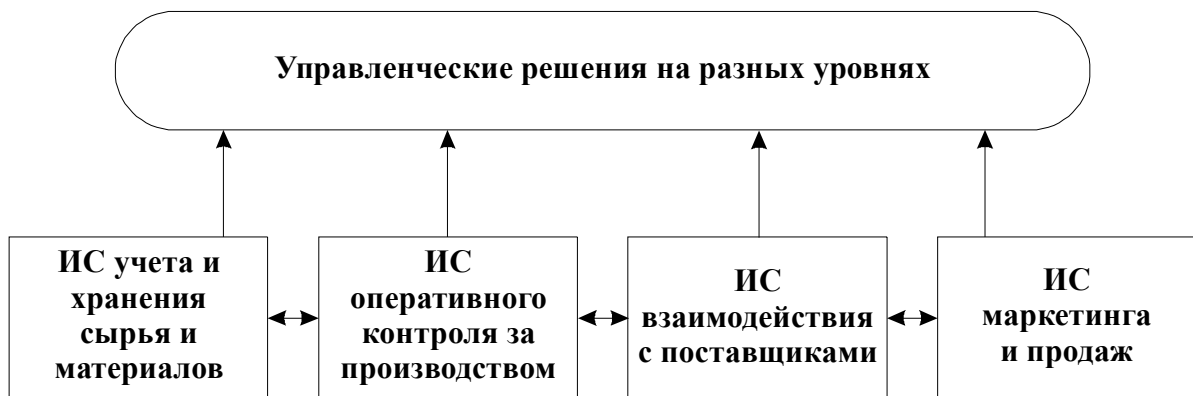 Управленческие решения на разных уровнях
ИС учета и
хранения
сырья и
материалов
ИС
оперативного
контроля за
производством
ИС
взаимодействия
с поставщиками
ИС
маркетинга
и продаж